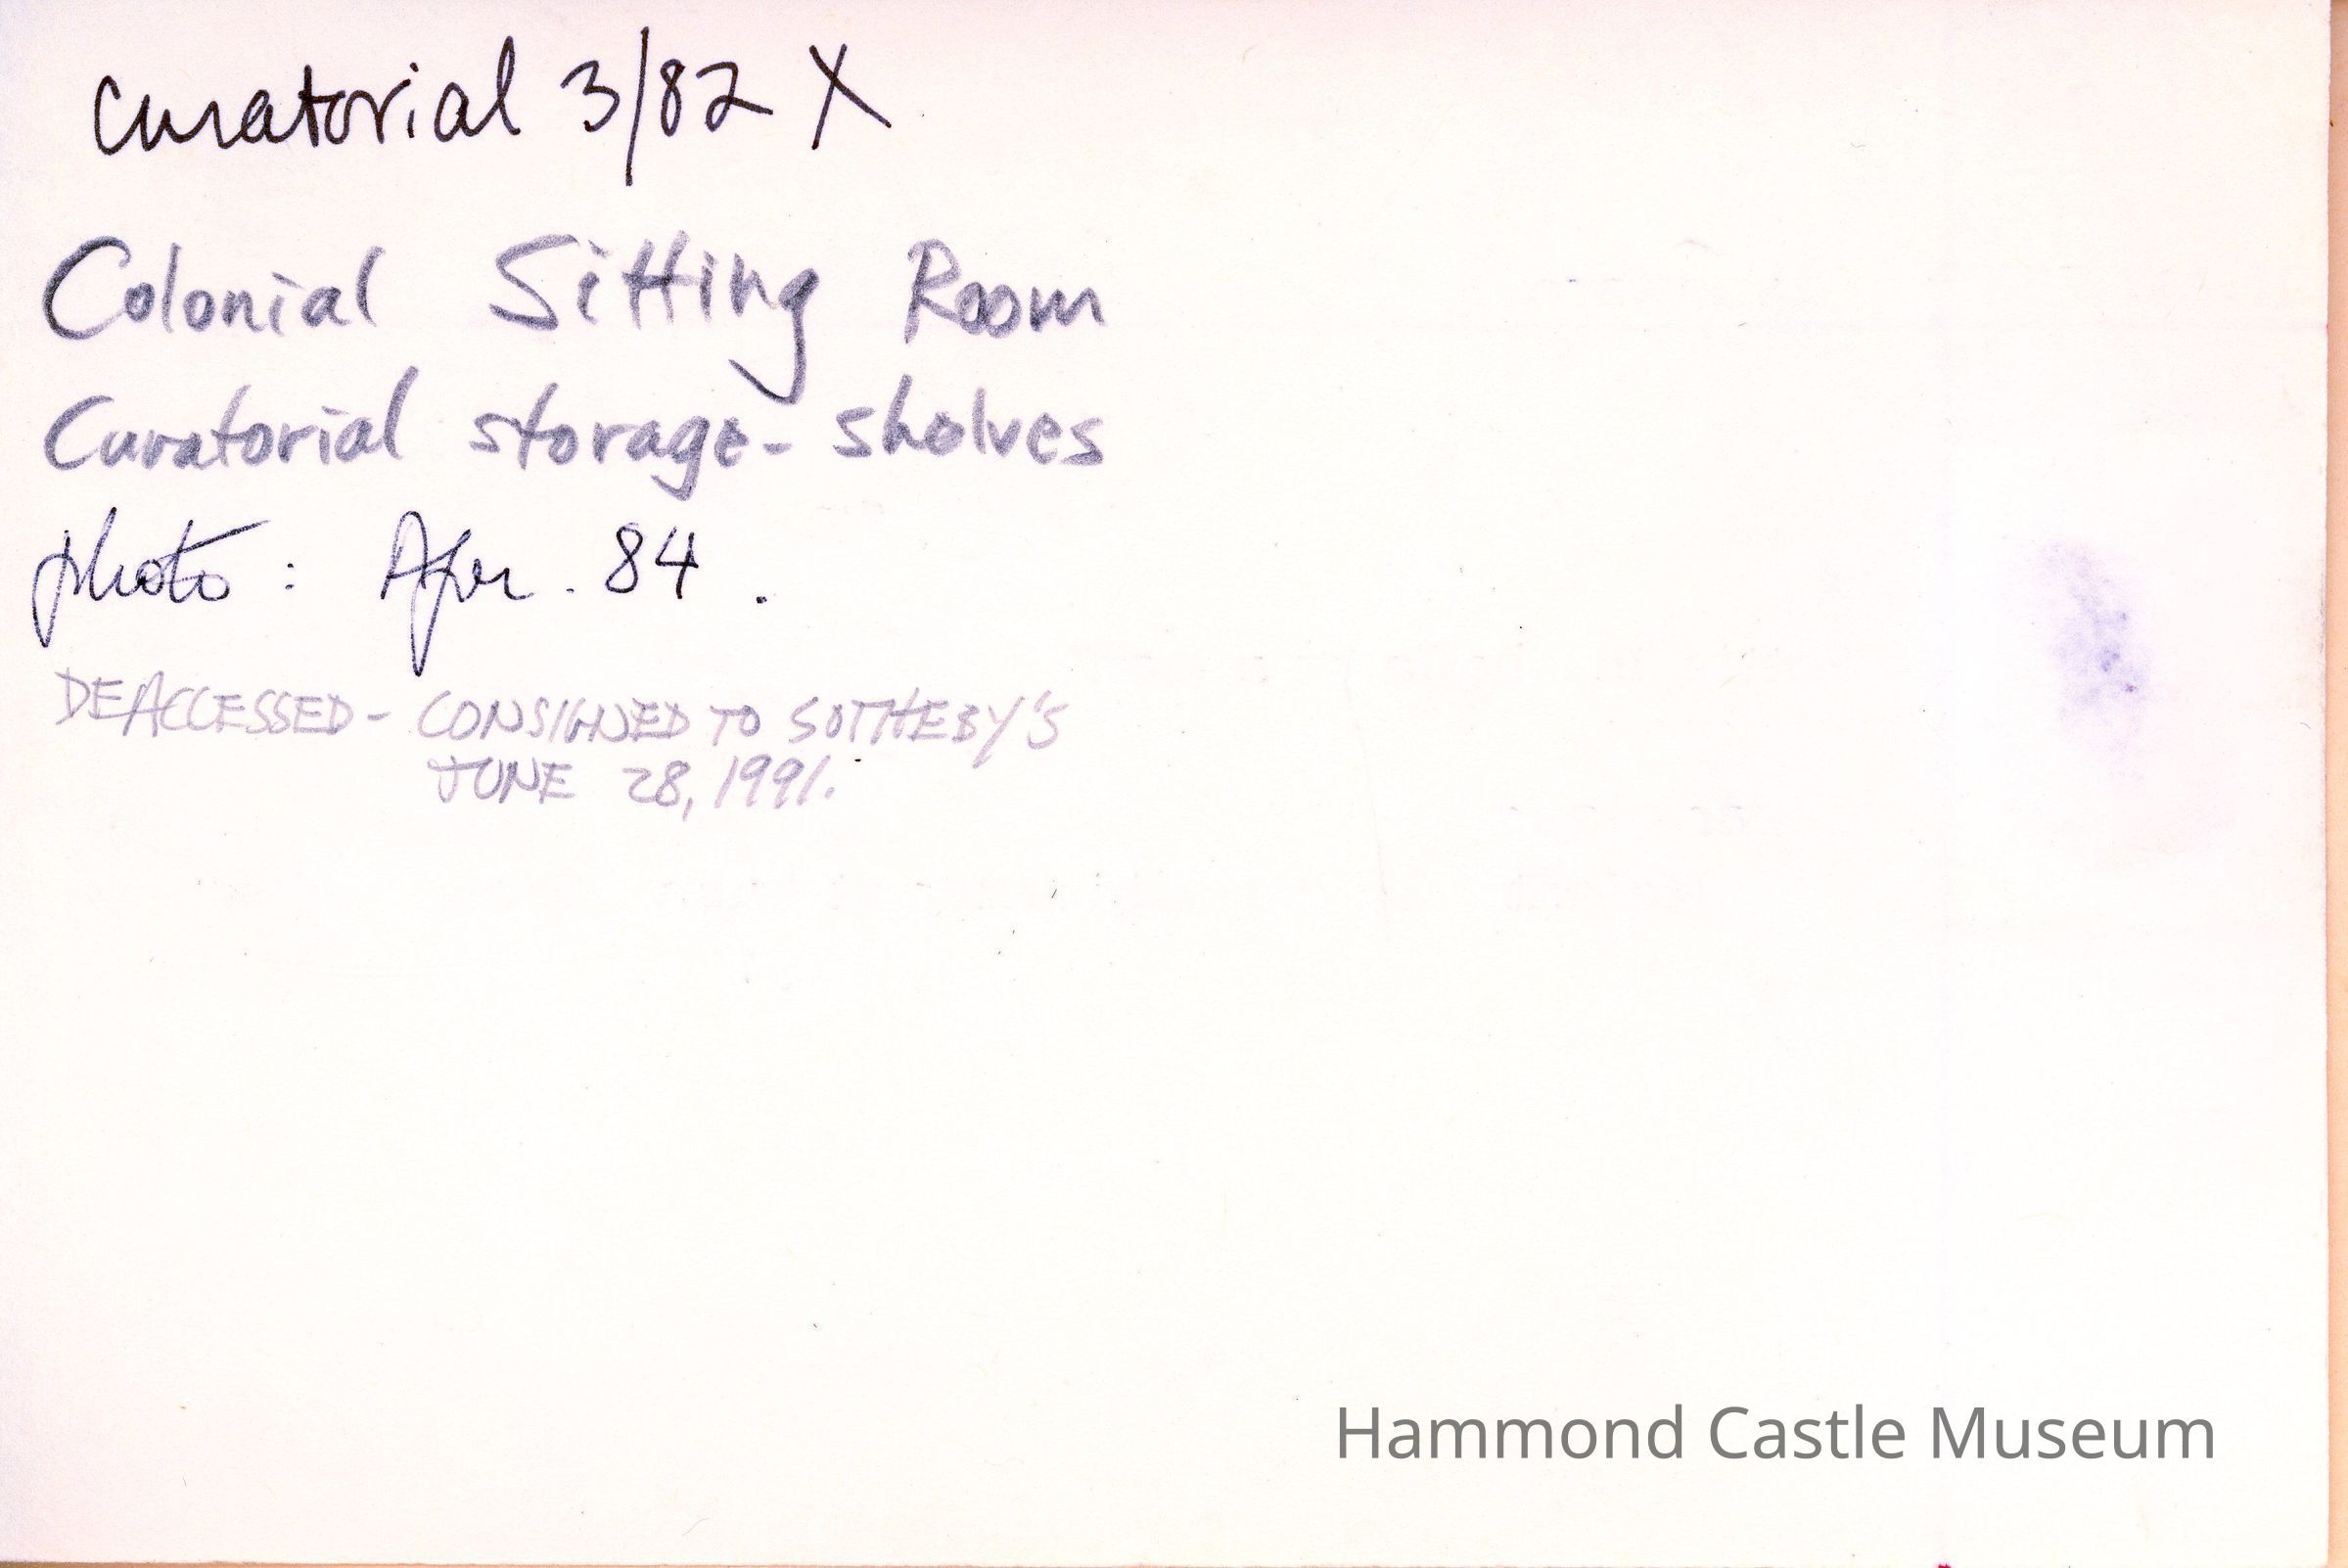 Curatorial 3/82 X
Colonial Sitting Room
Curatorial storage - shelves
photo: Apr. 84.
DEACCESSED - CONSIGNED TO SOTHEBY'S
JUNE 28, 1991.
Hammond Castle Museum